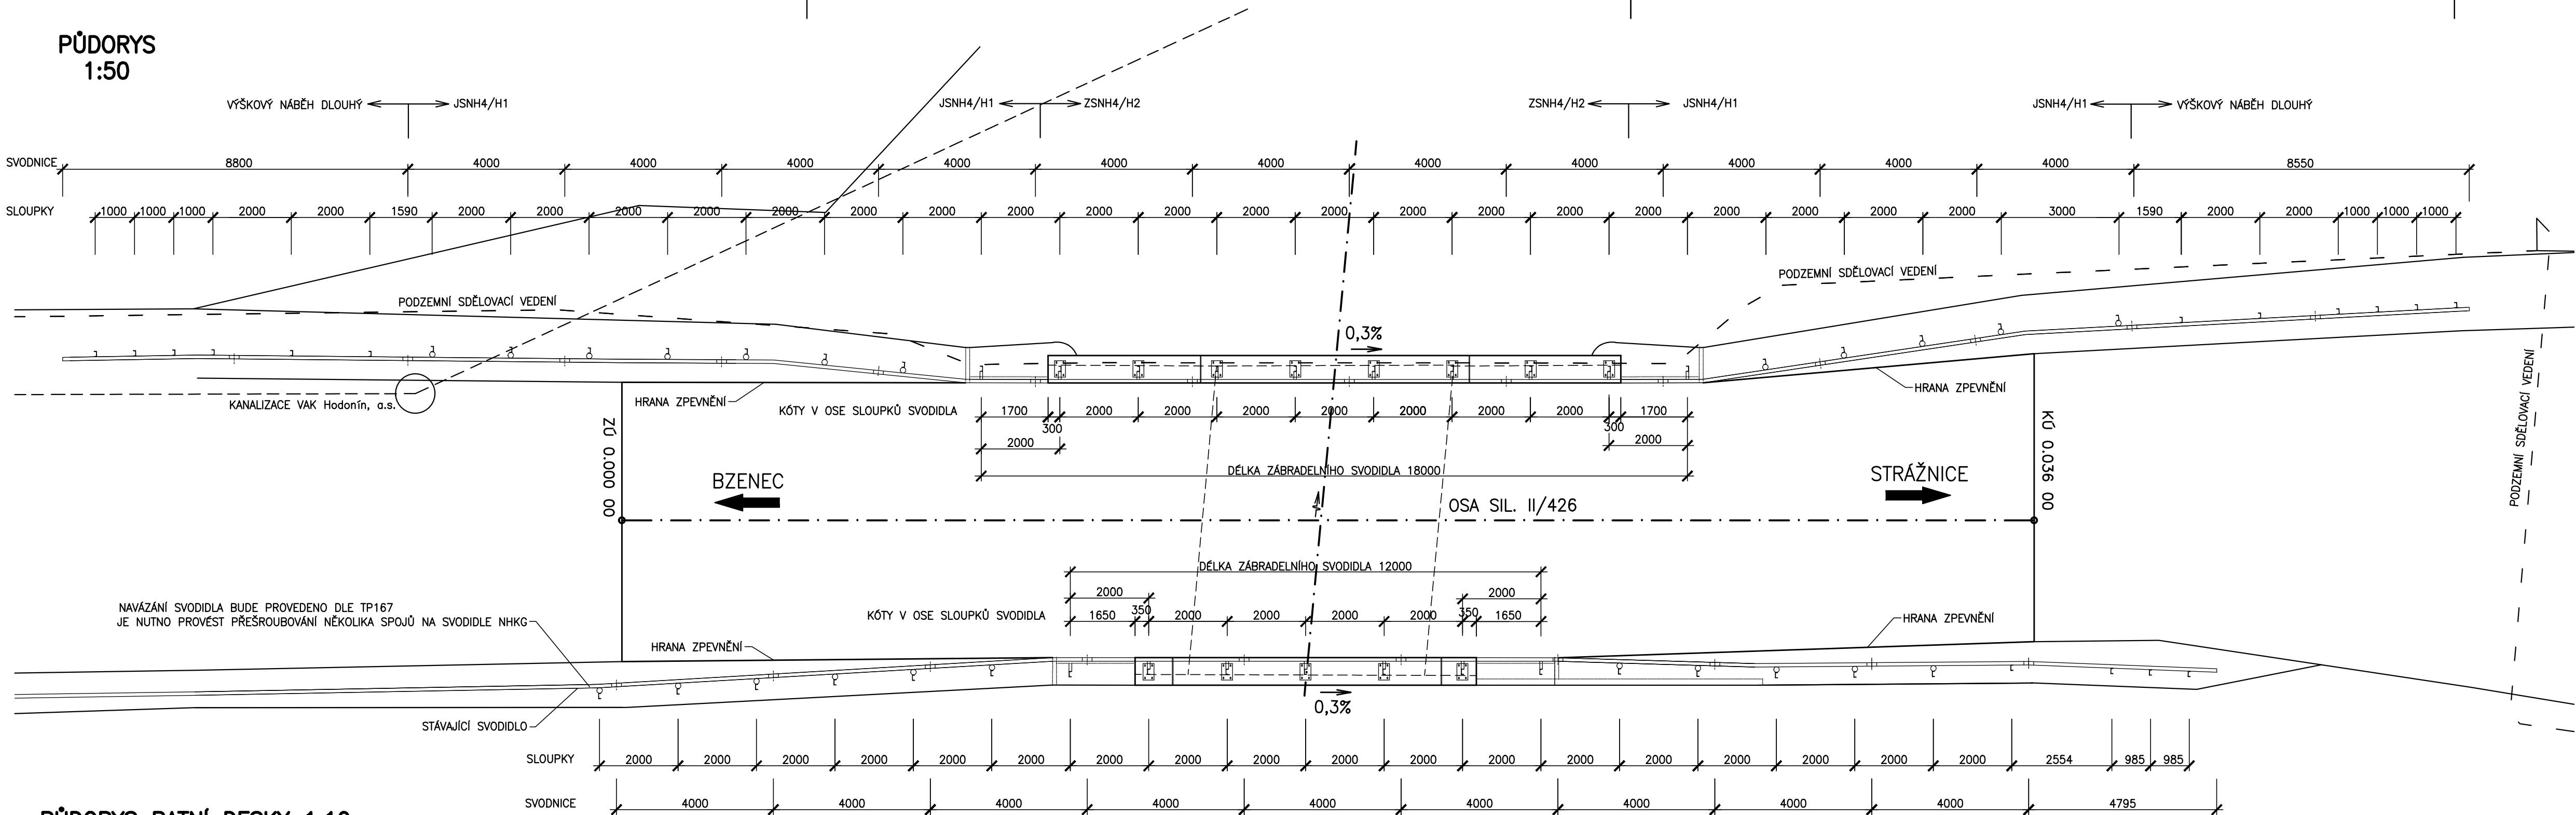 PŮDORYS
1:50
VÝŠKOVÝ NÁBĚH DLOUHÝ JSNH4/H1
JSNH4/H1 ZSNH4/H2
ZSNH4/H2 JSNH4/H1
JSNH4/H1 VÝŠKOVÝ NÁBĚH DLOUHÝ
SVODNICE 8800 4000 4000 4000 4000 4000 4000 4000 4000 4000 4000 4000 8550
SLOUPKY 1000 1000 1000 2000 2000 1590 2000 2000 2000 2000 2000 2000 2000 2000 2000 2000 2000 2000 2000 2000 2000 2000 2000 2000 2000 2000 3000 1590 2000 2000 1000 1000 1000
PODZEMNÍ SDĚLOVACÍ VEDENÍ
PODZEMNÍ SDĚLOVACÍ VEDENÍ
0,3%
KANALIZACE VAK Hodonín, a.s.
HRANA ZPEVNĚNÍ
HRANA ZPEVNĚNÍ
KÓTY V OSE SLOUPKŮ SVODIDLA 1700 2000 2000 2000 2000 2000 2000 2000 1700
300 300
2000 2000
DÉLKA ZÁBRADELNÍHO SVODIDLA 18000
ZÚ 0.000 00
KÚ 0.036 00
PODZEMNÍ SDĚLOVACÍ VEDENÍ
BZENEC
STRÁŽNICE
OSA SIL. II/426
DÉLKA ZÁBRADELNÍHO SVODIDLA 12000
2000 2000
KÓTY V OSE SLOUPKŮ SVODIDLA 1650 350 2000 2000 2000 2000 350 1650
NAVÁZÁNÍ SVODIDLA BUDE PROVEDENO DLE TP167
JE NUTNO PROVÉST PŘEŠROUBOVÁNÍ NĚKOLIKA SPOJŮ NA SVODIDLE NHKG
HRANA ZPEVNĚNÍ
HRANA ZPEVNĚNÍ
0,3%
STÁVAJÍCÍ SVODIDLO
SLOUPKY 2000 2000 2000 2000 2000 2000 2000 2000 2000 2000 2000 2000 2000 2000 2000 2000 2000 2000 2554 985 985
SVODNICE 4000 4000 4000 4000 4000 4000 4000 4000 4000 4795
PŮDORYS PATNÍ DESKY 1:10